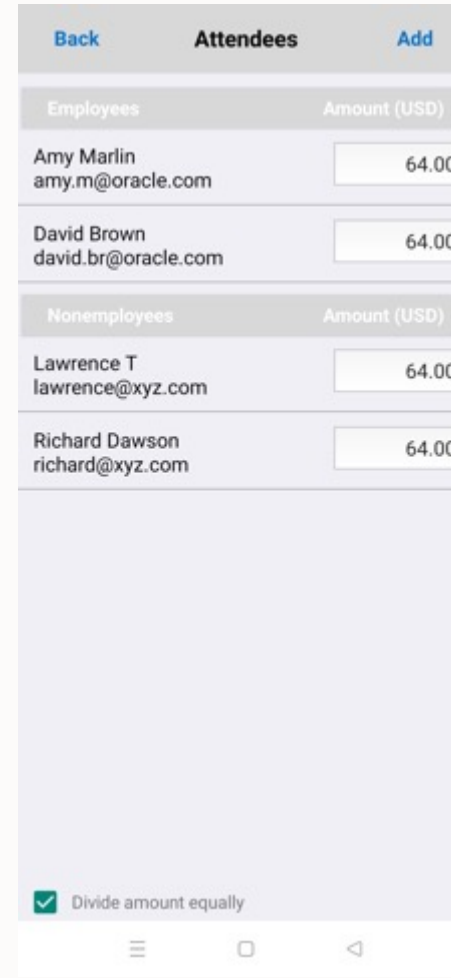 Back Attendees Add
Employees Amount (USD)
Amy Marlin 64.00
amy.m@oracle.com
David Brown 64.00
david.br@oracle.com
Nonemployees Amount (USD)
Lawrence T 64.00
lawrence@xyz.com
Richard Dawson 64.00
richard@xyz.com
Divide amount equally